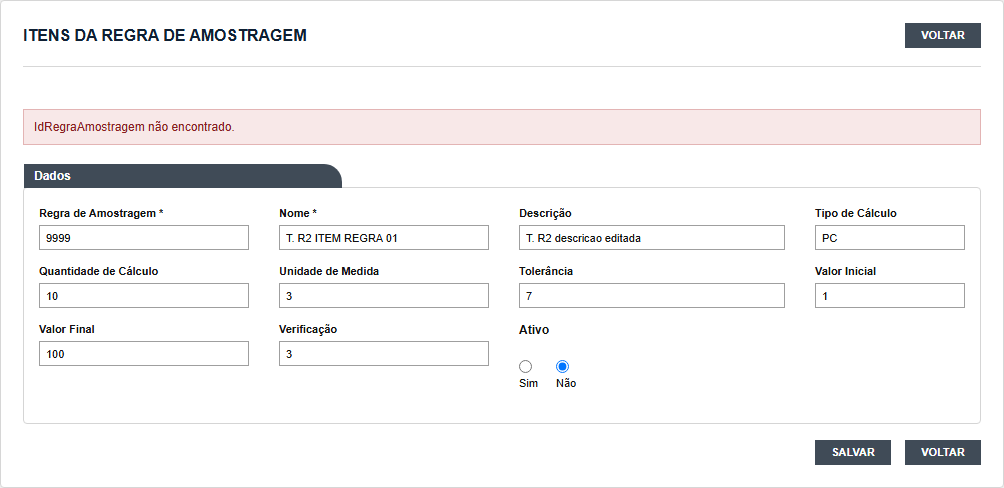 ITENS DA REGRA DE AMOSTRAGEM
VOLTAR
IdRegraAmostragem não encontrado.
Dados
Regra de Amostragem * Nome * Descrição Tipo de Cálculo
9999 T. R2 ITEM REGRA 01 T. R2 descricao editada PC
Quantidade de Cálculo Unidade de Medida Tolerância Valor Inicial
10 3 7 1
Valor Final Verificação Ativo
100 3
Sim Não
SALVAR VOLTAR